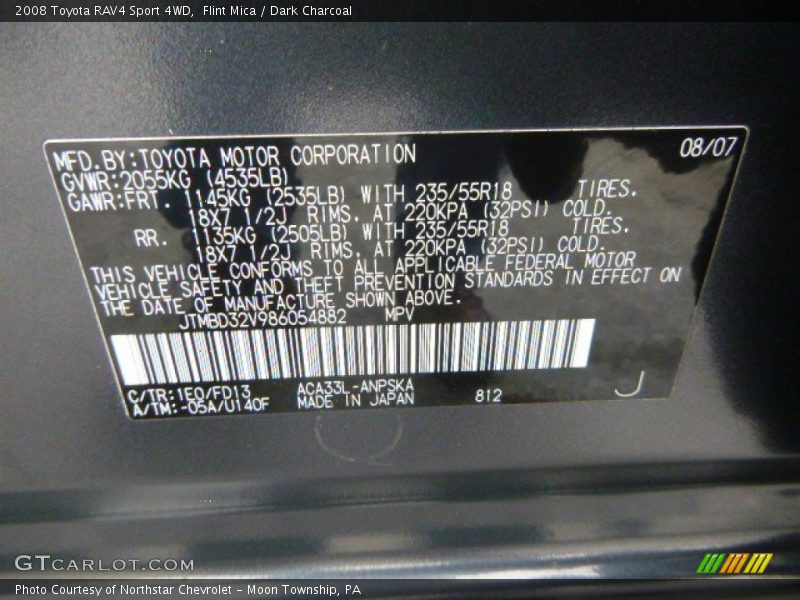 2008 Toyota RAV4 Sport 4WD, Flint Mica / Dark Charcoal
MFD.BY:TOYOTA MOTOR CORPORATION 08/07
GVWR:2055KG (4535LB)
GAWR:FRT. 1145KG (2535LB) WITH 235/55R18 TIRES.
18X7 1/2J RIMS. AT 220KPA (32PSI) COLD.
RR. 1135KG (2505LB) WITH 235/55R18 TIRES.
18X7 1/2J RIMS. AT 220KPA (32PSI) COLD.
THIS VEHICLE CONFORMS TO ALL APPLICABLE FEDERAL MOTOR
VEHICLE SAFETY AND THEFT PREVENTION STANDARDS IN EFFECT ON
THE DATE OF MANUFACTURE SHOWN ABOVE.
JTMBD32V986054882 MPV
C/TR:1E0/FD13 ACA33L-ANPSKA
A/TM:-05A/U140F MADE IN JAPAN 812 J
GTCARLOT.COM
Photo Courtesy of Northstar Chevrolet - Moon Township, PA